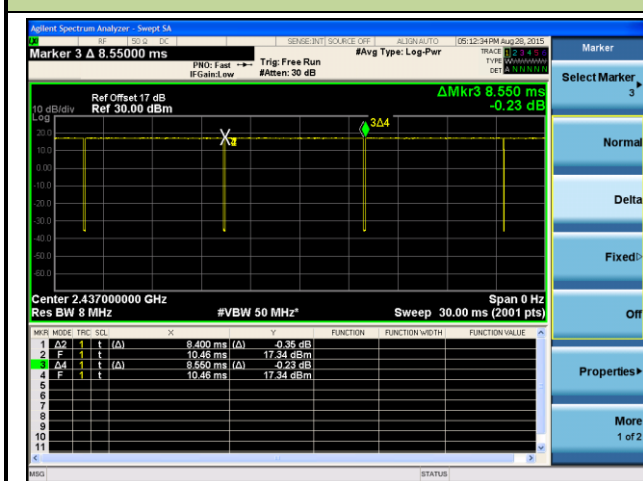 Agilent Spectrum Analyzer - Swept SA
RF 50 Ω DC SENSE:INT SOURCE OFF ALIGN AUTO 05:12:34 PM Aug 28, 2015
Marker 3 Δ 8.55000 ms
PNO: Fast
IFGain:Low
Trig: Free Run
#Atten: 30 dB
#Avg Type: Log-Pwr
TRACE 1 2 3 4 5 6
TYPE WWWWWW
DET A N N N N N
Ref Offset 17 dB
10 dB/div Ref 30.00 dBm
ΔMkr3 8.550 ms
-0.23 dB
Log
20.0
10.0
0.00
-10.0
-20.0
-30.0
-40.0
-50.0
-60.0
3Δ4
Center 2.437000000 GHz Span 0 Hz
Res BW 8 MHz #VBW 50 MHz* Sweep 30.00 ms (2001 pts)
MKR MODE TRC SCL X Y FUNCTION FUNCTION WIDTH FUNCTION VALUE
1 Δ2 1 t (Δ) 8.400 ms (Δ) -0.35 dB
2 F 1 t 10.46 ms 17.34 dBm
3 Δ4 1 t (Δ) 8.550 ms (Δ) -0.23 dB
4 F 1 t 10.46 ms 17.34 dBm
5
6
7
8
9
10
11
MSG STATUS
Marker
Select Marker
3
Normal
Delta
Fixed
Off
Properties
More
1 of 2